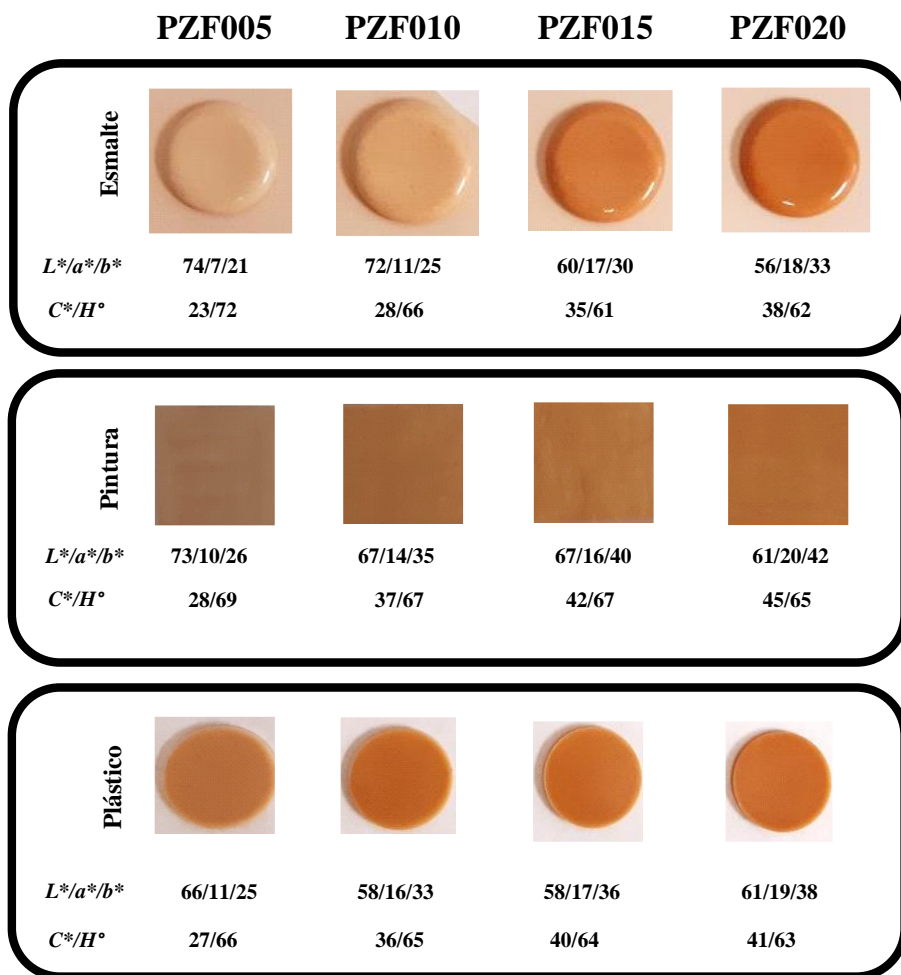 PZF005 PZF010 PZF015 PZF020
Esmalte
L*/a*/b* 74/7/21 72/11/25 60/17/30 56/18/33
C*/H° 23/72 28/66 35/61 38/62
Pintura
L*/a*/b* 73/10/26 67/14/35 67/16/40 61/20/42
C*/H° 28/69 37/67 42/67 45/65
Plástico
L*/a*/b* 66/11/25 58/16/33 58/17/36 61/19/38
C*/H° 27/66 36/65 40/64 41/63